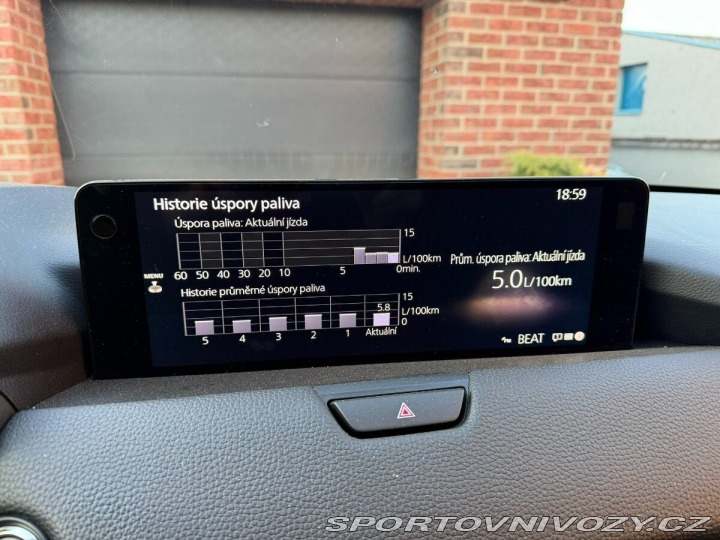 Historie úspory paliva
18:59
Úspora paliva: Aktuální jízda
15
L/100km
60 50 40 30 20 10 5 0min.
Prům. úspora paliva: Aktuální jízda
5.0 L/100km
MENU
Historie průměrné úspory paliva
15
5.8
L/100km
0
5 4 3 2 1 Aktuální
BEAT
SPORTOVNIVOZY.CZ